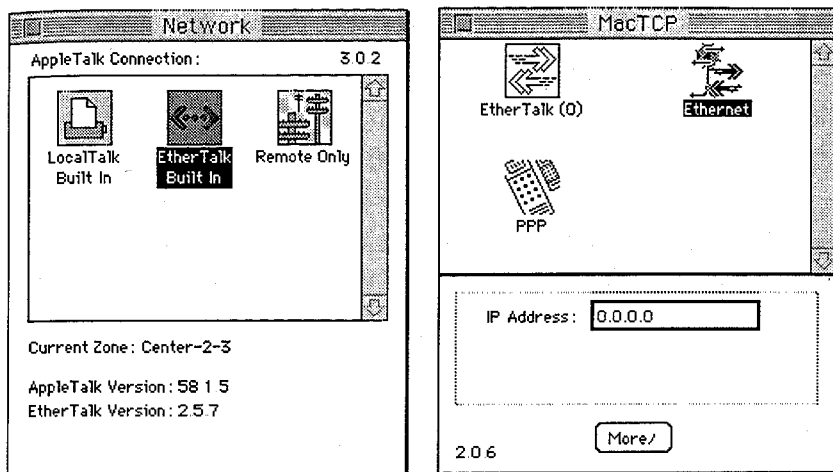 Network
AppleTalk Connection: 3.0.2
LocalTalk Built In
EtherTalk Built In
Remote Only
Current Zone: Center-2-3
AppleTalk Version: 58 1 5
EtherTalk Version: 2.5.7
MacTCP
EtherTalk (0)
Ethernet
PPP
IP Address: 0.0.0.0
More/
2.0 6